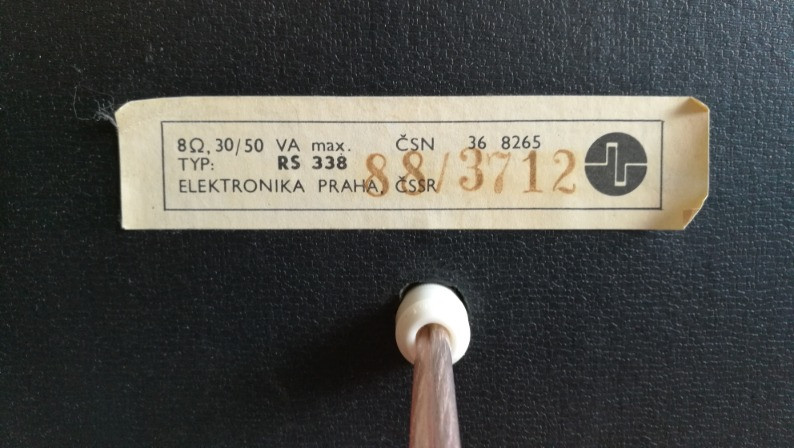 8Ω, 30/50 VA max. ČSN 36 8265
TYP: RS 338
88/3712
ELEKTRONIKA PRAHA, ČSSR